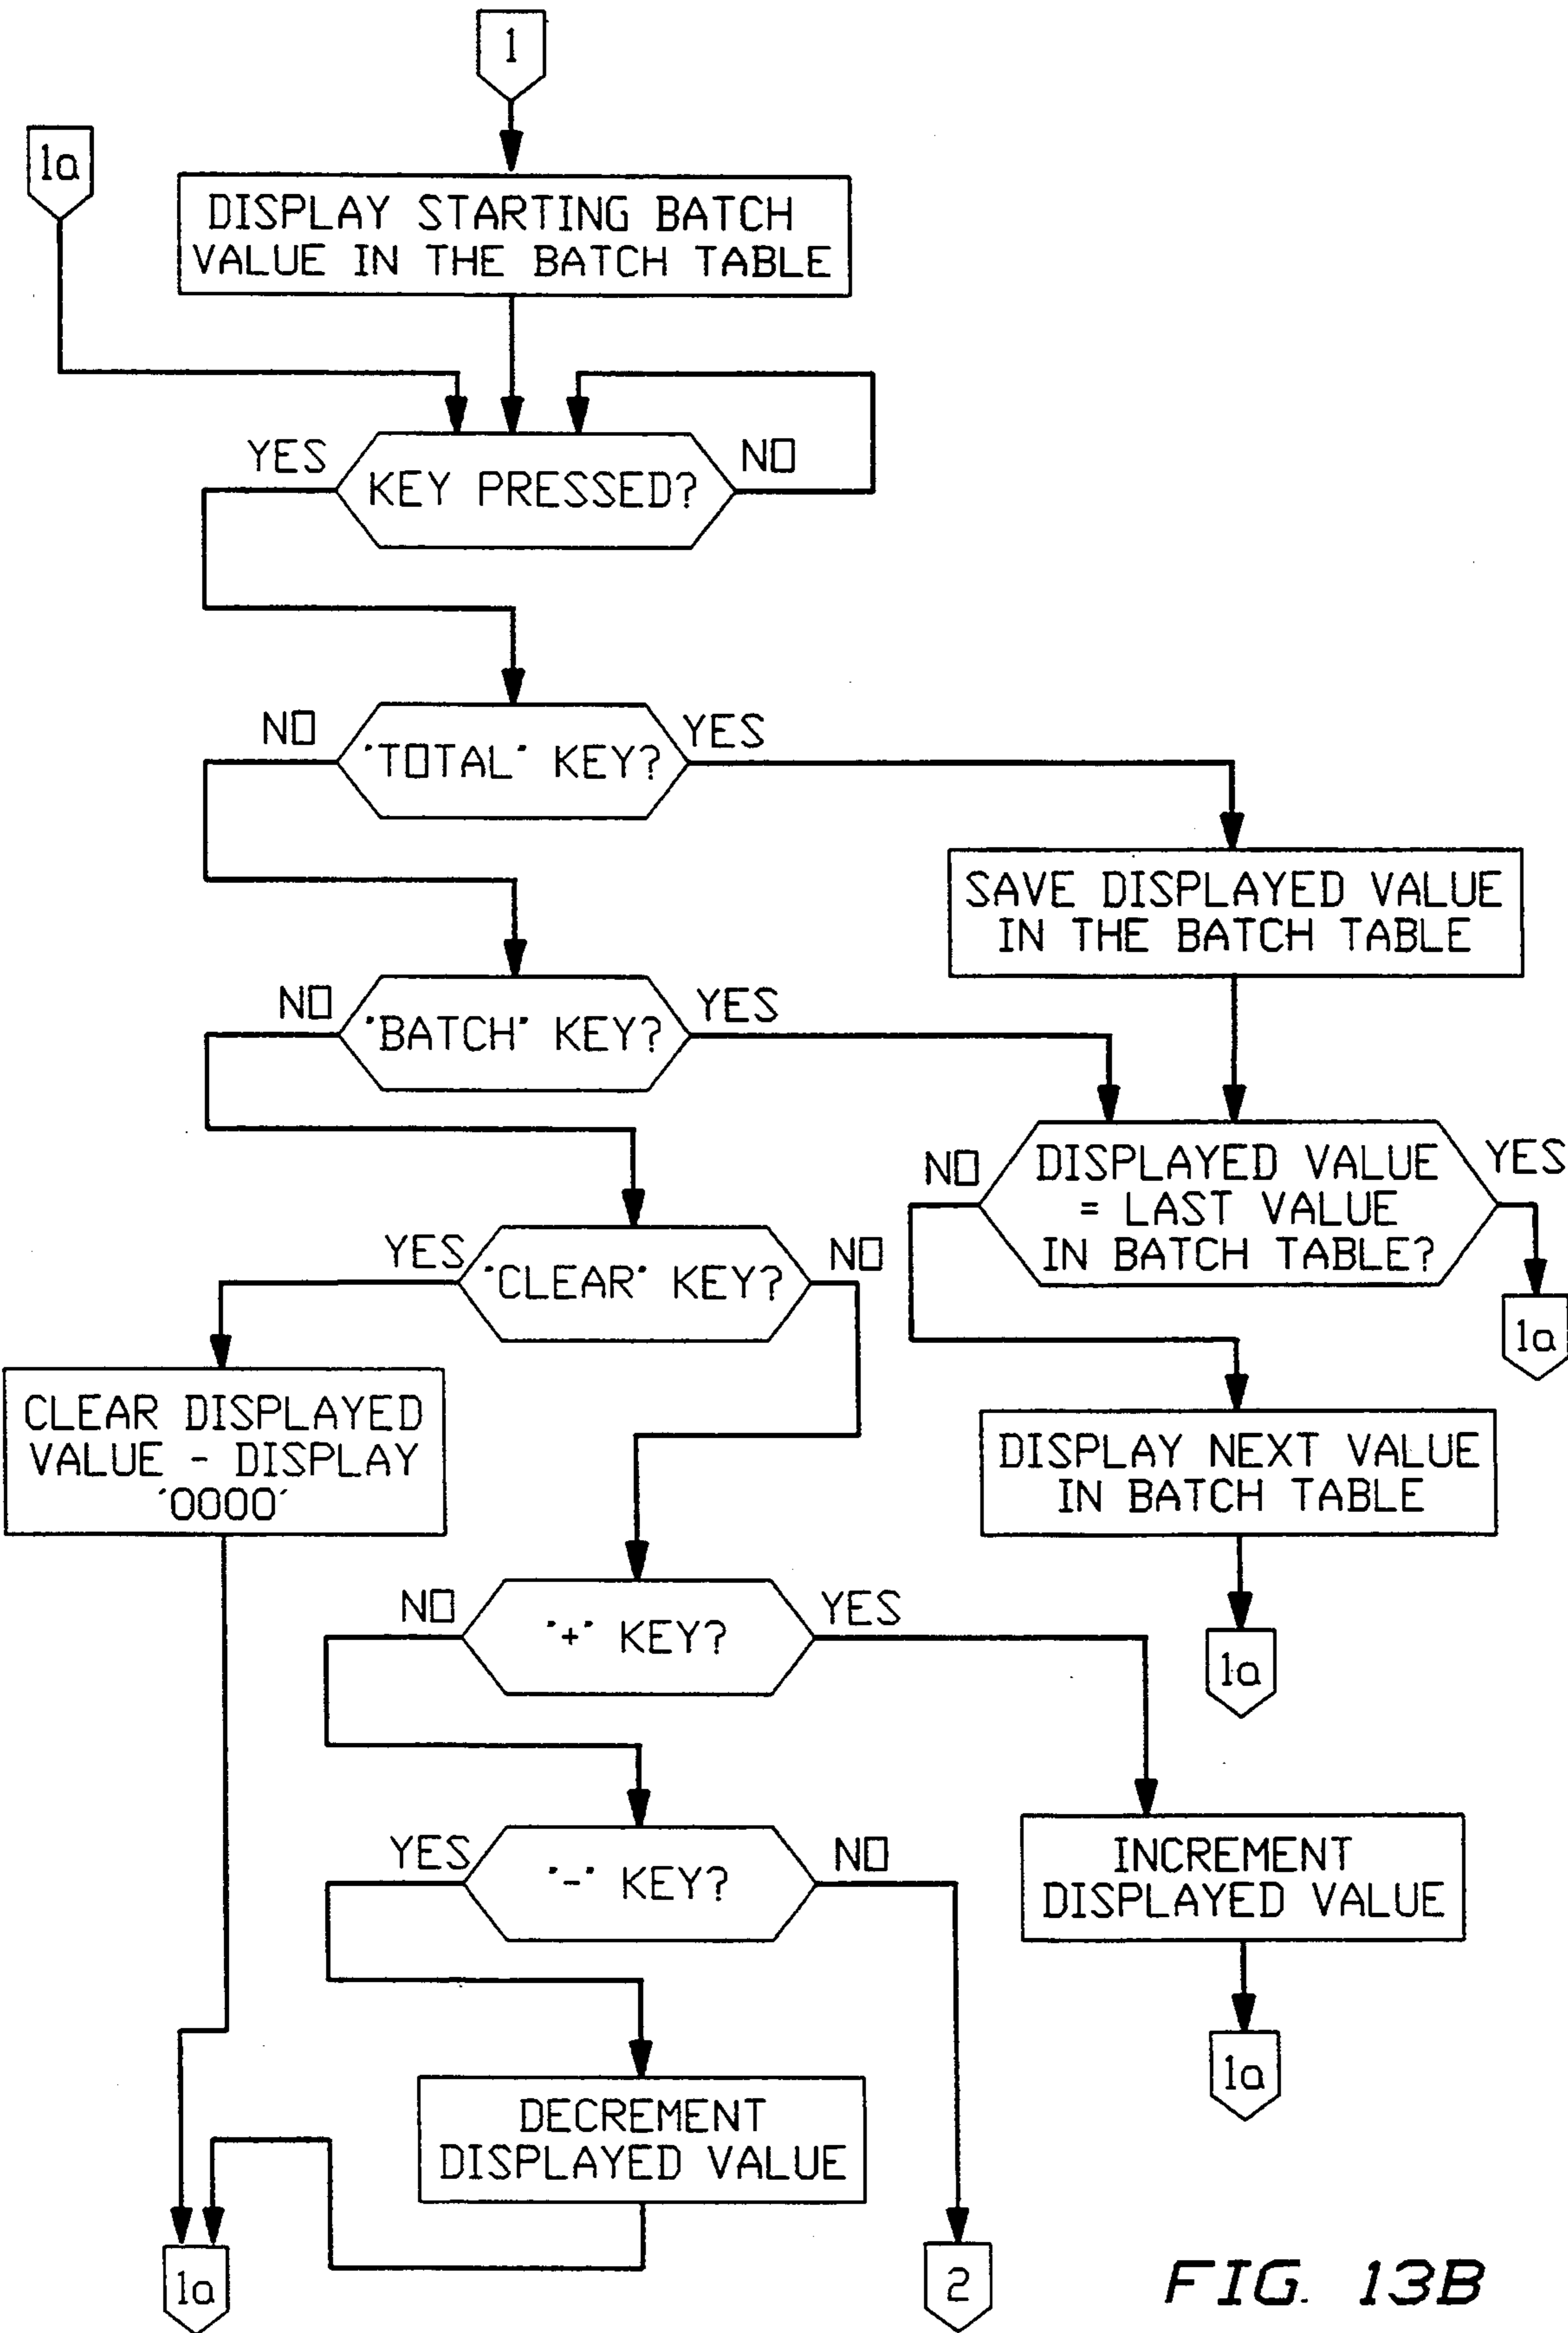 1
1a
DISPLAY STARTING BATCH
VALUE IN THE BATCH TABLE
YES
NO
KEY PRESSED?
NO
YES
"TOTAL" KEY?
SAVE DISPLAYED VALUE
IN THE BATCH TABLE
NO
YES
"BATCH" KEY?
NO
DISPLAYED VALUE
= LAST VALUE
IN BATCH TABLE?
YES
1a
YES
NO
"CLEAR" KEY?
CLEAR DISPLAYED
VALUE - DISPLAY
'0000'
DISPLAY NEXT VALUE
IN BATCH TABLE
1a
NO
YES
"+" KEY?
YES
NO
"-" KEY?
INCREMENT
DISPLAYED VALUE
1a
DECREMENT
DISPLAYED VALUE
1a
2
FIG. 13B